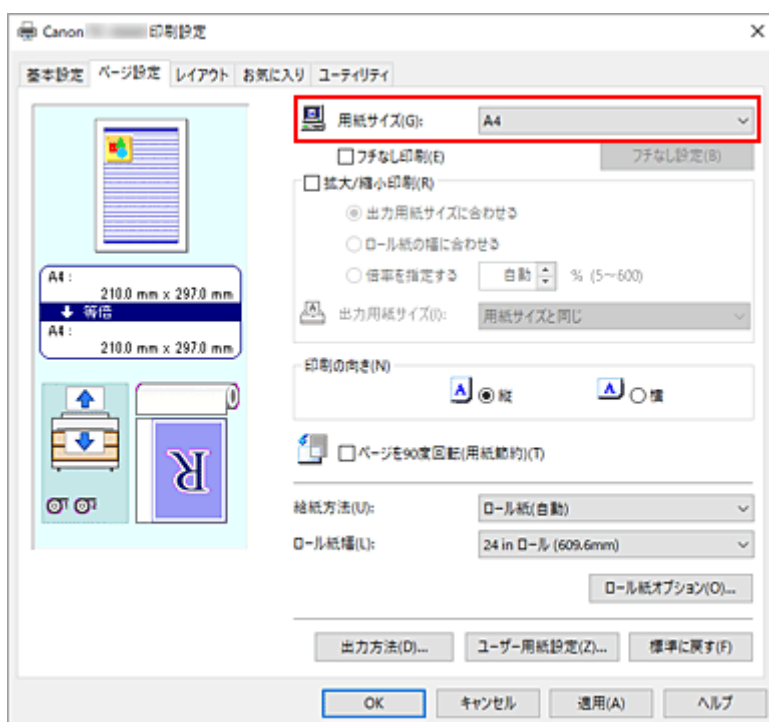 Canon 印刷設定
基本設定 ページ設定 レイアウト お気に入り ユーティリティ
用紙サイズ(G): A4
フチなし印刷(E) フチなし設定(B)
拡大/縮小印刷(R)
出力用紙サイズに合わせる
ロール紙の幅に合わせる
倍率を指定する 自動 % (5～600)
出力用紙サイズ(I): 用紙サイズと同じ
A4 :
210.0 mm x 297.0 mm
等倍
A4 :
210.0 mm x 297.0 mm
印刷の向き(N)
A 縦 A 横
R
ページを90度回転(用紙節約)(T)
給紙方法(U): ロール紙(自動)
ロール紙幅(L): 24 in ロール (609.6mm)
ロール紙オプション(O)...
出力方法(D)... ユーザー用紙設定(Z)... 標準に戻す(F)
OK キャンセル 適用(A) ヘルプ